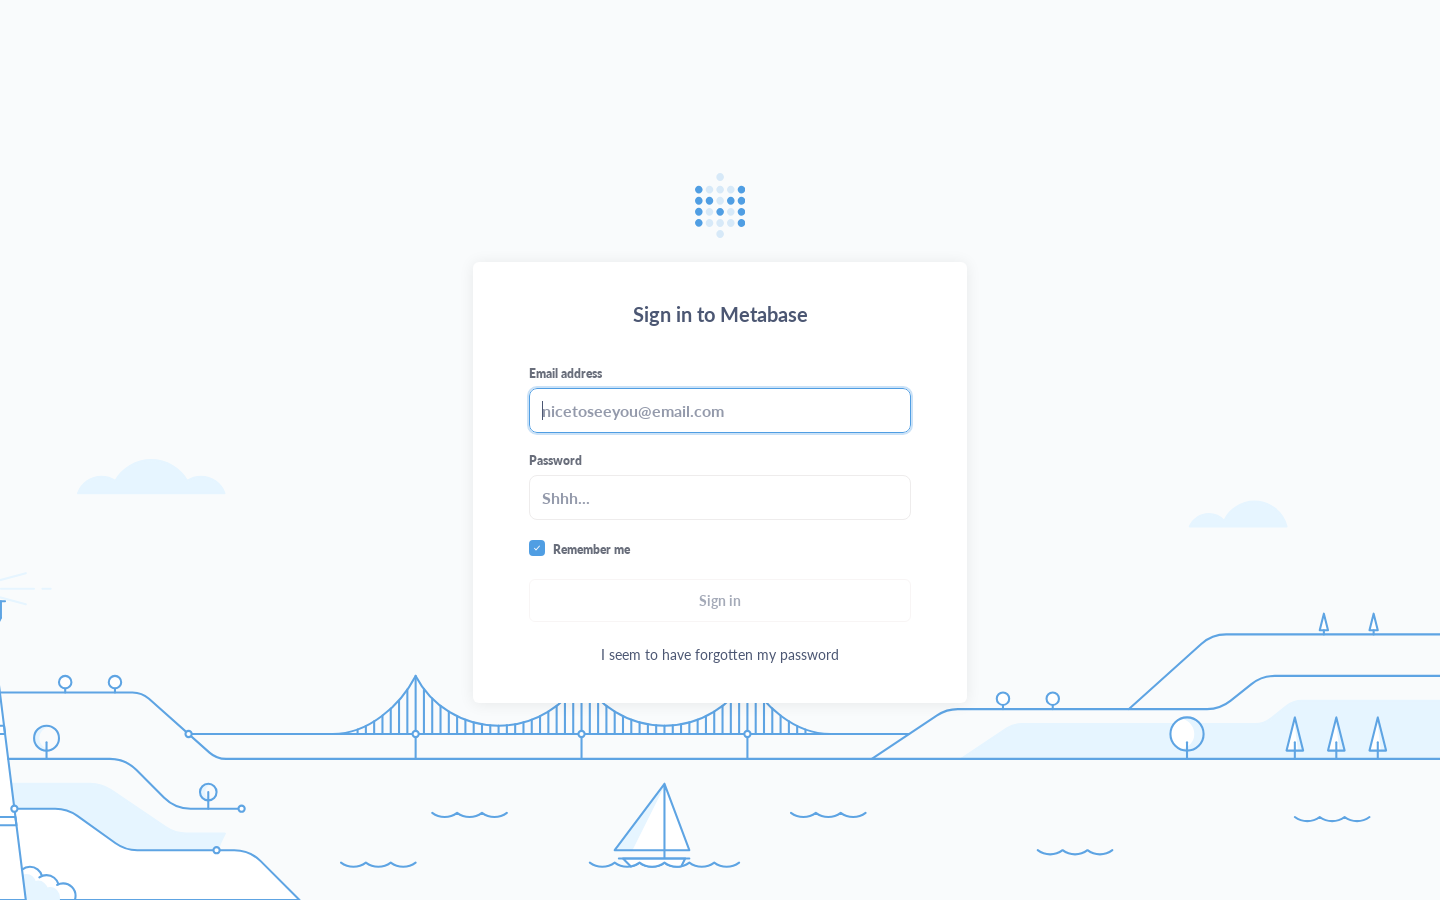 Sign in to Metabase
Email address
nicetoseeyou@email.com
Password
Shhh...
Remember me
Sign in
I seem to have forgotten my password